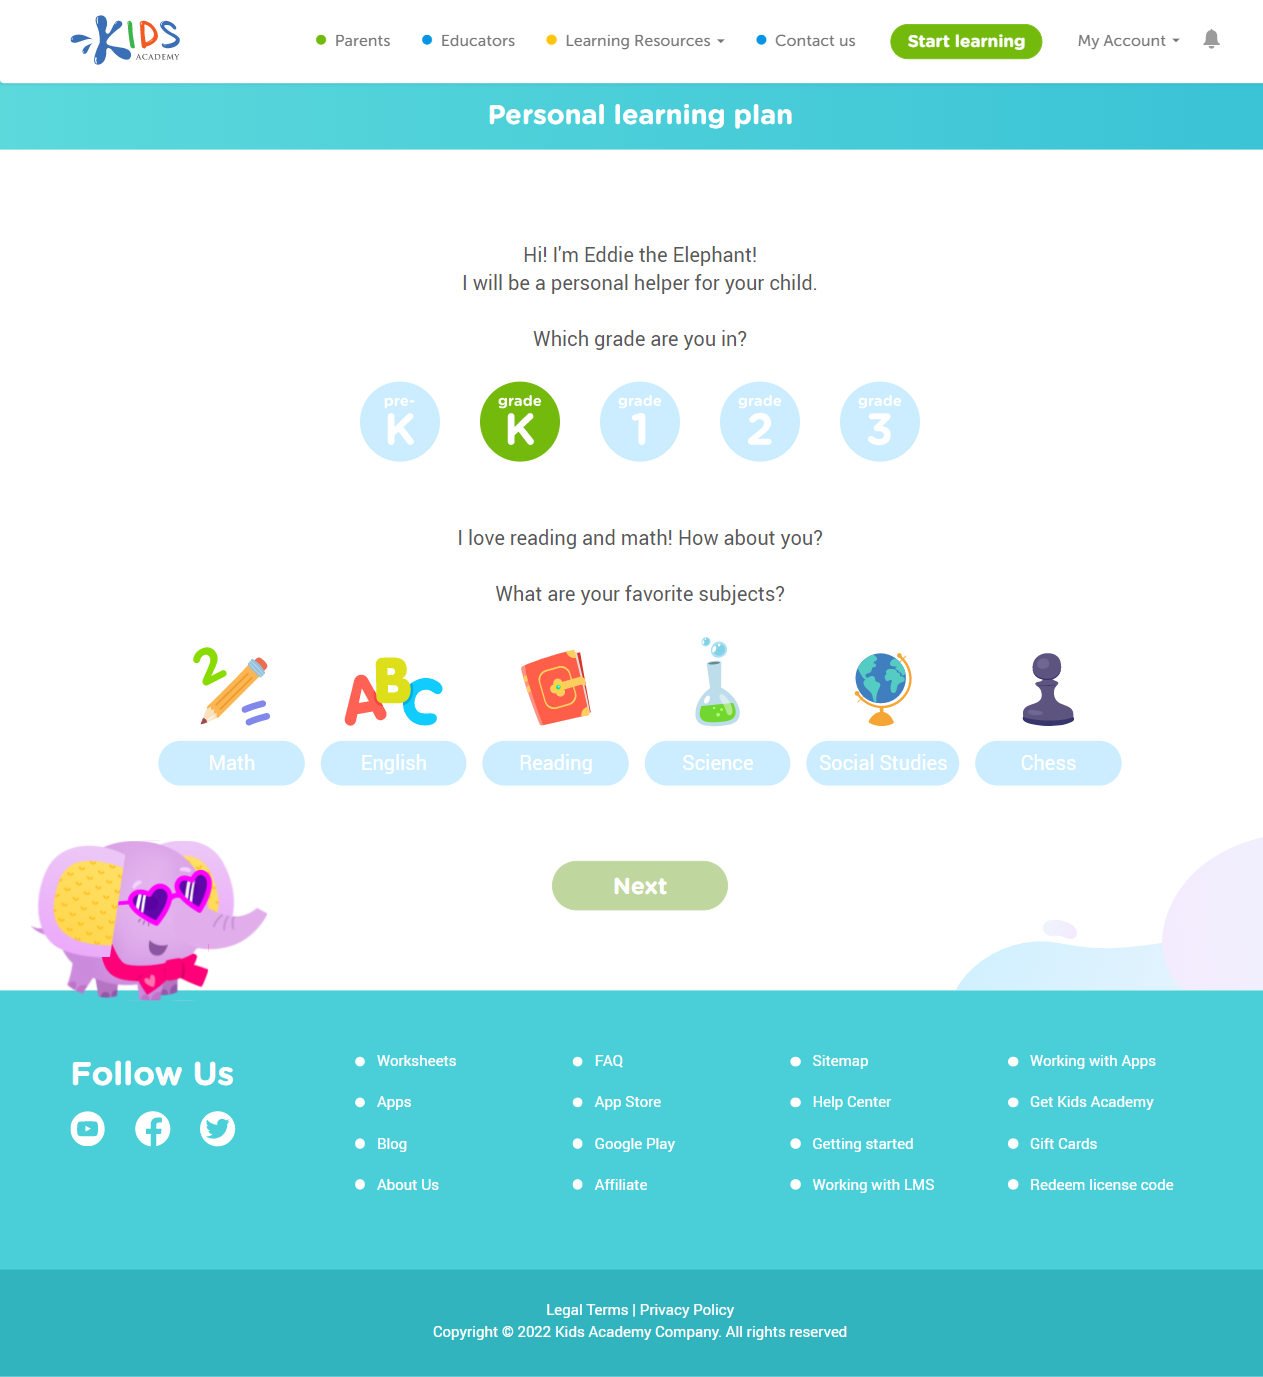 KIDS
ACADEMY
Parents
Educators
Learning Resources
Contact us
Start learning
My Account
Personal learning plan
Hi! I'm Eddie the Elephant!
I will be a personal helper for your child.
Which grade are you in?
pre-
K
grade
K
grade
1
grade
2
grade
3
I love reading and math! How about you?
What are your favorite subjects?
2
ABC
Math
English
Reading
Science
Social Studies
Chess
Next
Follow Us
Worksheets
Apps
Blog
About Us
FAQ
App Store
Google Play
Affiliate
Sitemap
Help Center
Getting started
Working with LMS
Working with Apps
Get Kids Academy
Gift Cards
Redeem license code
Legal Terms | Privacy Policy
Copyright © 2022 Kids Academy Company. All rights reserved